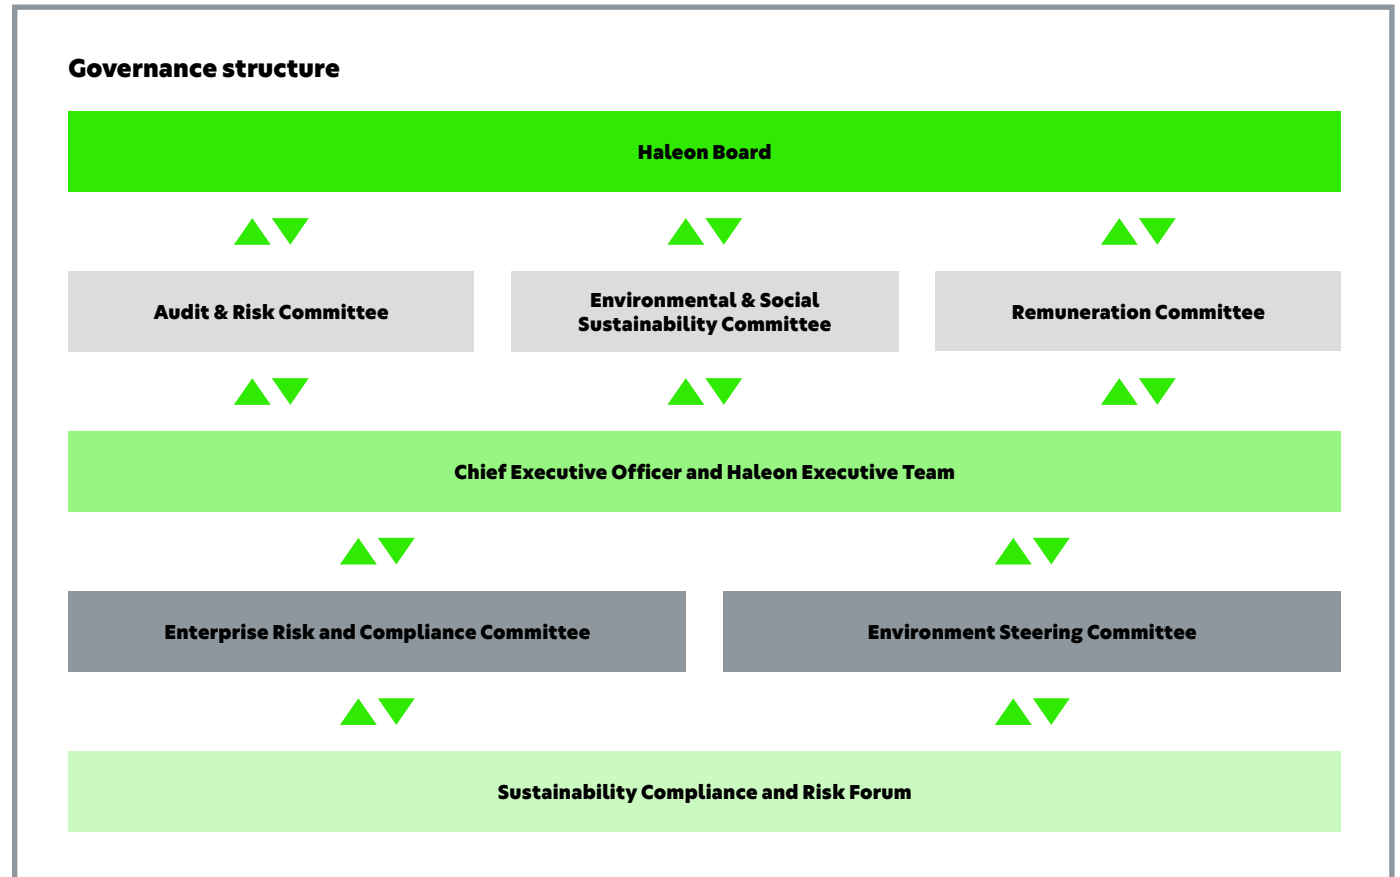 Governance structure
Haleon Board
Audit & Risk Committee
Environmental & Social
Sustainability Committee
Remuneration Committee
Chief Executive Officer and Haleon Executive Team
Enterprise Risk and Compliance Committee
Environment Steering Committee
Sustainability Compliance and Risk Forum